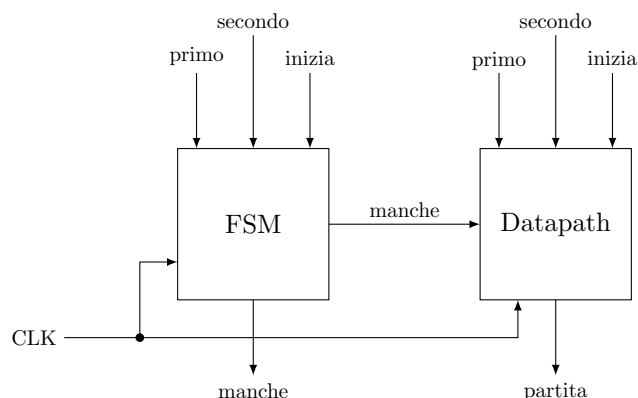 secondo
secondo
primo
inizia
primo
inizia
manche
FSM
Datapath
CLK
manche
partita